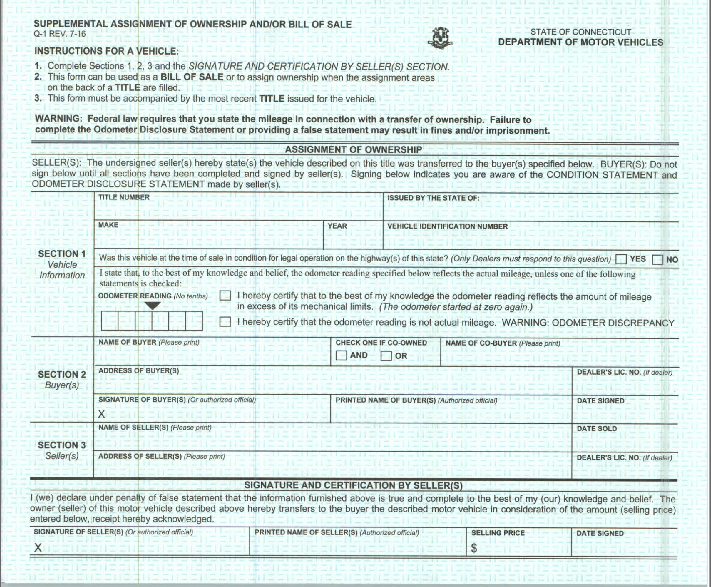 SUPPLEMENTAL ASSIGNMENT OF OWNERSHIP AND/OR BILL OF SALE
Q-1 REV. 7-16
STATE OF CONNECTICUT
DEPARTMENT OF MOTOR VEHICLES
INSTRUCTIONS FOR A VEHICLE:
1. Complete Sections 1, 2, 3 and the SIGNATURE AND CERTIFICATION BY SELLER(S) SECTION.
2. This form can be used as a BILL OF SALE or to assign ownership when the assignment areas
on the back of a TITLE are filled.
3. This form must be accompanied by the most recent TITLE issued for the vehicle.
WARNING: Federal law requires that you state the mileage in connection with a transfer of ownership. Failure to
complete the Odometer Disclosure Statement or providing a false statement may result in fines and/or imprisonment.
ASSIGNMENT OF OWNERSHIP
SELLER(S): The undersigned seller(s) hereby state(s) the vehicle described on this title was transferred to the buyer(s) specified below. BUYER(S): Do not
sign below until all sections have been completed and signed by seller(s). Signing below indicates you are aware of the CONDITION STATEMENT and
ODOMETER DISCLOSURE STATEMENT made by seller(s).
SECTION 1
Vehicle
Information
TITLE NUMBER
ISSUED BY THE STATE OF:
MAKE
YEAR
VEHICLE IDENTIFICATION NUMBER
Was this vehicle at the time of sale in condition for legal operation on the highway(s) of this state? (Only Dealers must respond to this question) YES NO
I state that, to the best of my knowledge and belief, the odometer reading specified below reflects the actual mileage, unless one of the following
statements is checked:
ODOMETER READING (No tenths)
I hereby certify that to the best of my knowledge the odometer reading reflects the amount of mileage
in excess of its mechanical limits. (The odometer started at zero again.)
I hereby certify that the odometer reading is not actual mileage. WARNING: ODOMETER DISCREPANCY
SECTION 2
Buyer(s)
NAME OF BUYER (Please print)
CHECK ONE IF CO-OWNED
AND OR
NAME OF CO-BUYER (Please print)
ADDRESS OF BUYER(S)
DEALER'S LIC. NO. (If dealer)
SIGNATURE OF BUYER(S) (Or authorized official)
X
PRINTED NAME OF BUYER(S) (Authorized official)
DATE SIGNED
SECTION 3
Seller(s)
NAME OF SELLER(S) (Please print)
DATE SOLD
ADDRESS OF SELLER(S) (Please print)
DEALER'S LIC. NO. (If dealer)
SIGNATURE AND CERTIFICATION BY SELLER(S)
I (we) declare under penalty of false statement that the information furnished above is true and complete to the best of my (our) knowledge and belief. The
owner (seller) of this motor vehicle described above hereby transfers to the buyer the described motor vehicle in consideration of the amount (selling price)
entered below, receipt hereby acknowledged.
SIGNATURE OF SELLER(S) (Or authorized official)
X
PRINTED NAME OF SELLER(S) (Authorized official)
SELLING PRICE
$
DATE SIGNED